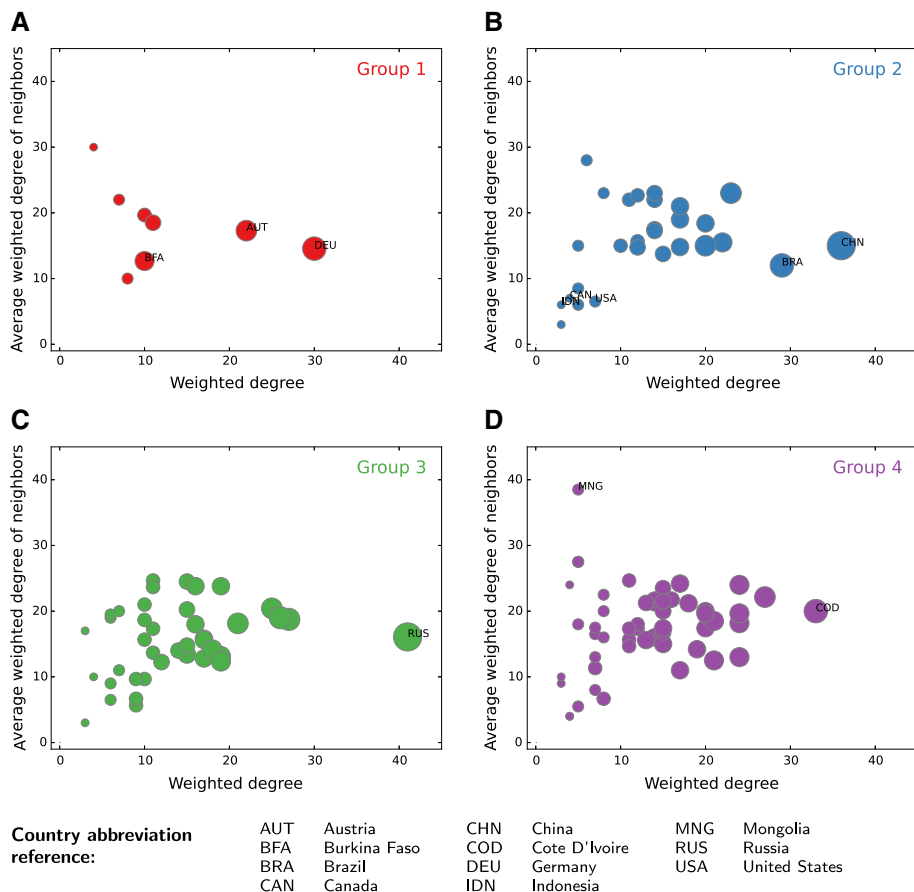 A
B
Group 1
Group 2
Average weighted degree of neighbors
40
30
20
10
0
AUT
DEU
BFA
0 10 20 30 40
Weighted degree
Average weighted degree of neighbors
40
30
20
10
0
CHN
BRA
CAN
IDN
USA
0 10 20 30 40
Weighted degree
C
D
Group 3
Group 4
Average weighted degree of neighbors
40
30
20
10
0
RUS
0 10 20 30 40
Weighted degree
Average weighted degree of neighbors
40
30
20
10
0
MNG
COD
0 10 20 30 40
Weighted degree
Country abbreviation
reference:
AUT Austria CHN China MNG Mongolia
BFA Burkina Faso COD Cote D'Ivoire RUS Russia
BRA Brazil DEU Germany USA United States
CAN Canada IDN Indonesia